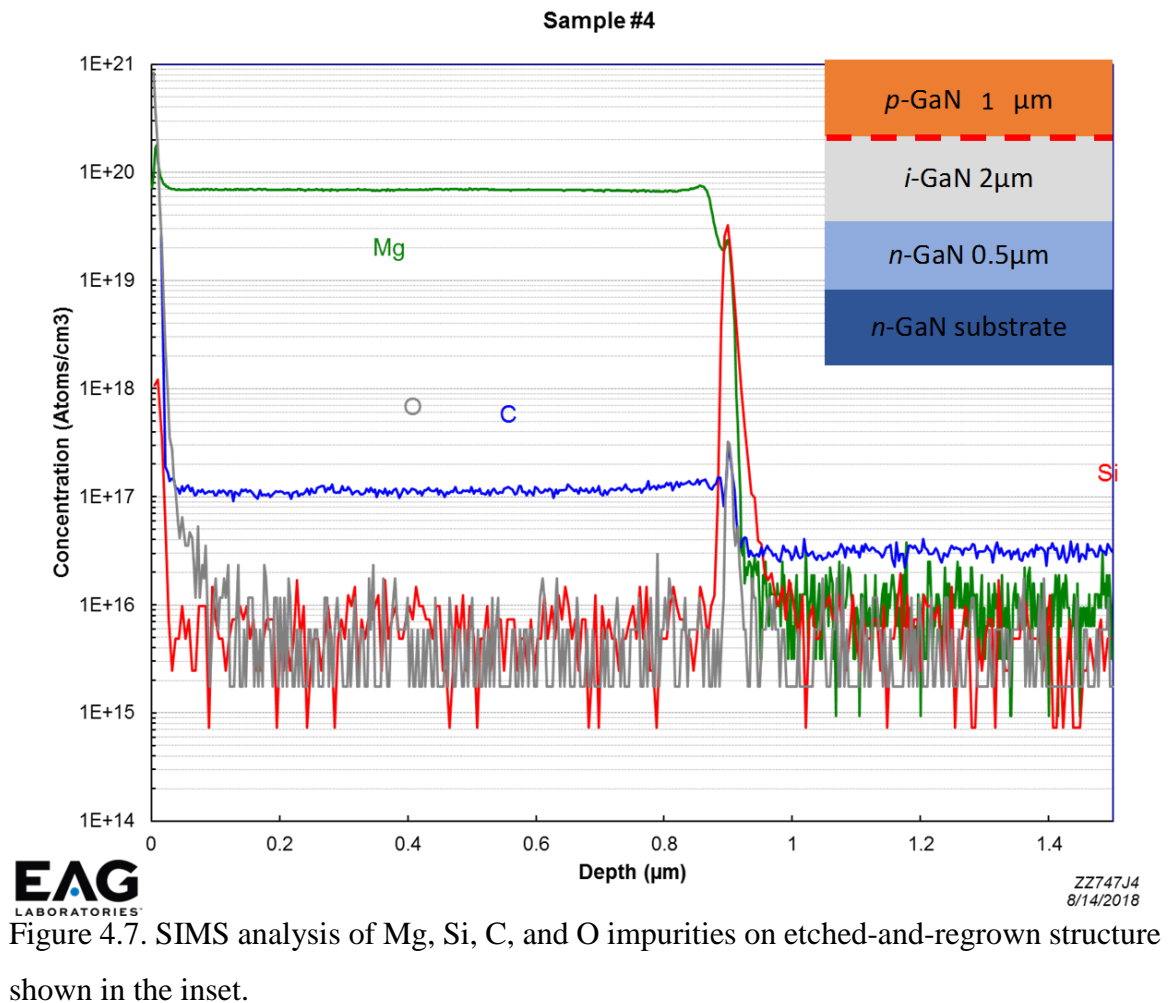 Sample #4
1E+21
1E+20
1E+19
1E+18
1E+17
1E+16
1E+15
1E+14
Concentration (Atoms/cm3)
p-GaN 1 µm
i-GaN 2µm
n-GaN 0.5µm
n-GaN substrate
Mg
O
C
Si
0
0.2
0.4
0.6
0.8
1
1.2
1.4
Depth (µm)
EAG
LABORATORIES
ZZ747J4
8/14/2018
Figure 4.7. SIMS analysis of Mg, Si, C, and O impurities on etched-and-regrown structure
shown in the inset.